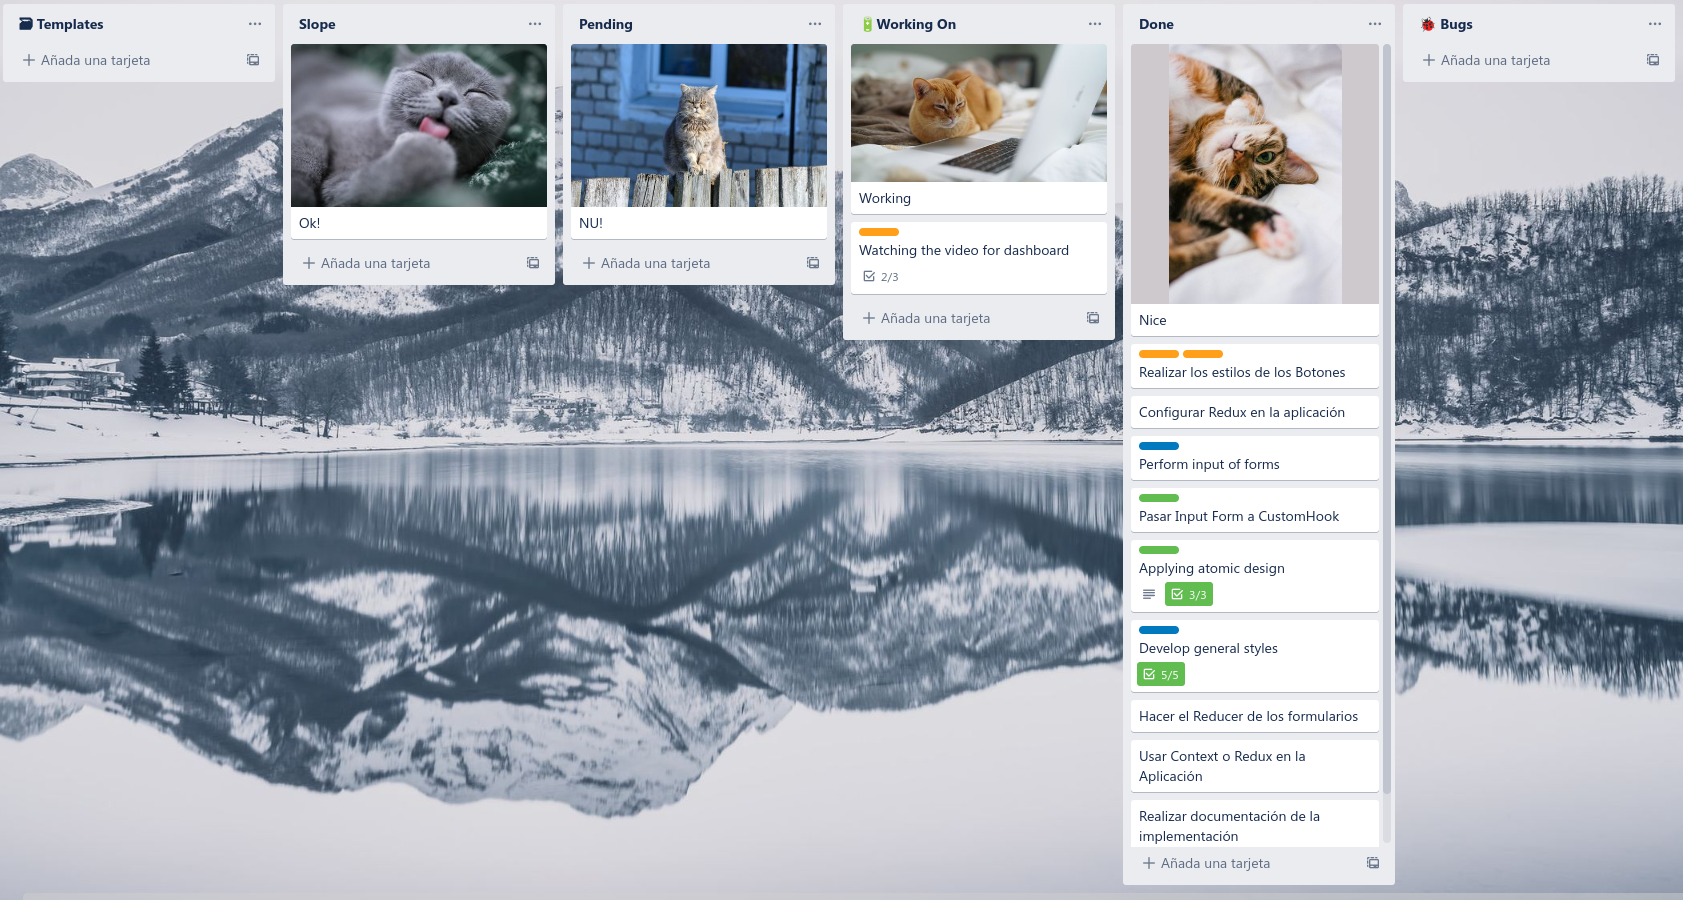 Templates
Añada una tarjeta
Slope
Ok!
Añada una tarjeta
Pending
NU!
Añada una tarjeta
Working On
Working
Watching the video for dashboard
2/3
Añada una tarjeta
Done
Nice
Realizar los estilos de los Botones
Configurar Redux en la aplicación
Perform input of forms
Pasar Input Form a CustomHook
Applying atomic design
3/3
Develop general styles
5/5
Hacer el Reducer de los formularios
Usar Context o Redux en la
Aplicación
Realizar documentación de la
implementación
Añada una tarjeta
Bugs
Añada una tarjeta